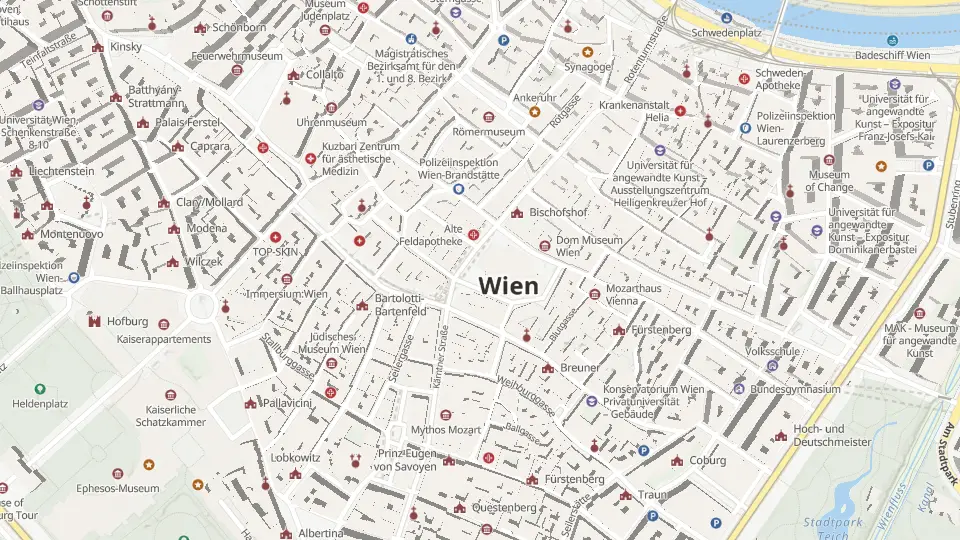 Schottenstift
Schönborn
Teinfaltstraße
Kinsky
Feuerwehrmuseum
Museum
Judenplatz
Collalto
Magistratisches
Bezirksamt für den
1. und 8. Bezirk
Synagoge
Rotenturmstraße
Schwedenplatz
Badeschiff Wien
Schweden-
Apotheke
Batthyány-
Strattmann
Universität Wien,
Schenkenstraße
8-10
Palais Ferstel
Uhrenmuseum
Ankeruhr
Rotgasse
Römermuseum
Krankenanstalt
Helia
Polizeiinspektion
Wien-
Laurenzerberg
Universität für
angewandte
Kunst – Expositur
Franz-Josefs-Kai
Caprara
Kuzbari Zentrum
für ästhetische
Medizin
Polizeiinspektion
Wien-Brandstätte
Universität für
angewandte Kunst -
Ausstellungszentrum
Heiligenkreuzer Hof
Museum
of Change
Stubenring
Liechtenstein
Clary/Mollard
Bischofshof
Modena
Montenuovo
Alte
Feldapotheke
Dom Museum
Wien
Universität für
angewandte
Kunst – Expositur
Dominikanerbastei
TOP-SKIN
Wilczek
Wien-
Ballhausplatz
Immersium:Wien
Wien
Bartolotti-
Bartenfeld
Mozarthaus
Vienna
Blutgasse
Hofburg
Kaiserappartements
Fürstenberg
MAK - Museum
für angewandte
Kunst
Stallburggasse
Jüdisches
Museum Wien
Seilergasse
Kärntner Straße
Volksschule
Breuner
Weihburggasse
Konservatorium Wien
Privatuniversität
– Gebäude
Bundesgymnasium
Heldenplatz
Kaiserliche
Schatzkammer
Pallavicini
Mythos Mozart
Ballgasse
Hoch- und
Deutschmeister
Am Stadtpark
Lobkowitz
Prinz Eugen
von Savoyen
Coburg
Ephesos-Museum
Fürstenberg
Traun
Seilerstätte
Wienfluss
Kanal
Questenberg
Albertina
Stadtpark
Teich